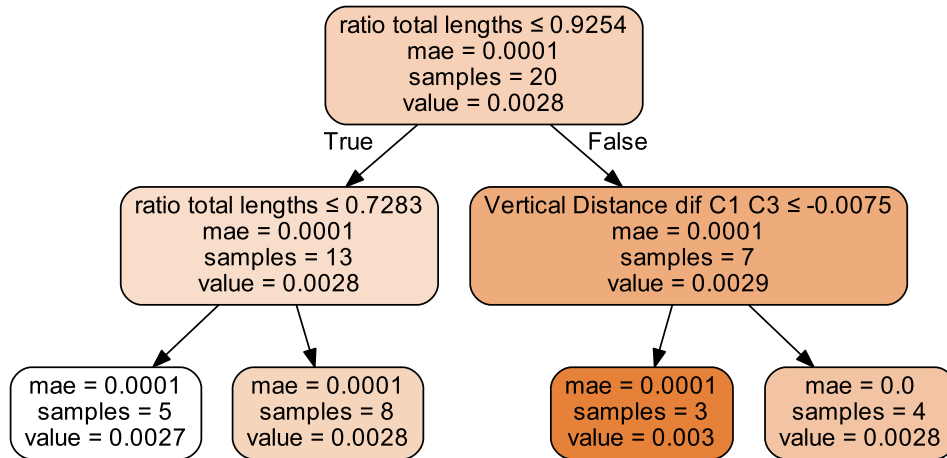 ratio total lengths ≤ 0.9254
mae = 0.0001
samples = 20
value = 0.0028
True
False
ratio total lengths ≤ 0.7283
mae = 0.0001
samples = 13
value = 0.0028
Vertical Distance dif C1 C3 ≤ -0.0075
mae = 0.0001
samples = 7
value = 0.0029
mae = 0.0001
samples = 5
value = 0.0027
mae = 0.0001
samples = 8
value = 0.0028
mae = 0.0001
samples = 3
value = 0.003
mae = 0.0
samples = 4
value = 0.0028